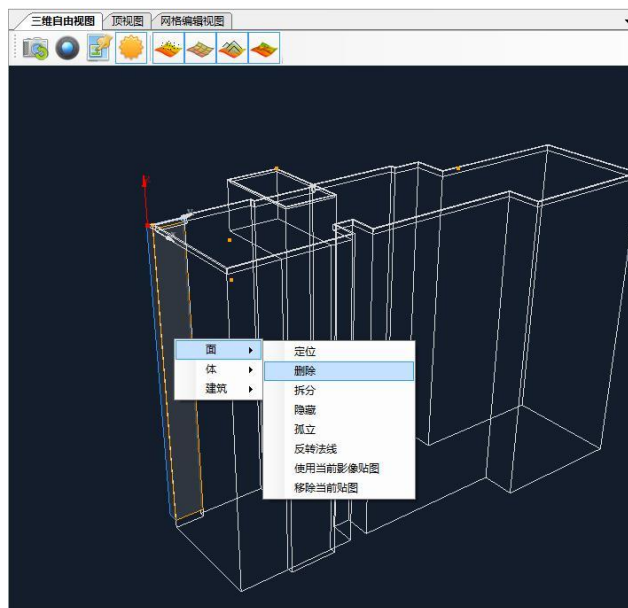 三维自由视图 顶视图 网格编辑视图
面
体
建筑
定位
删除
拆分
隐藏
孤立
反转法线
使用当前影像贴图
移除当前贴图